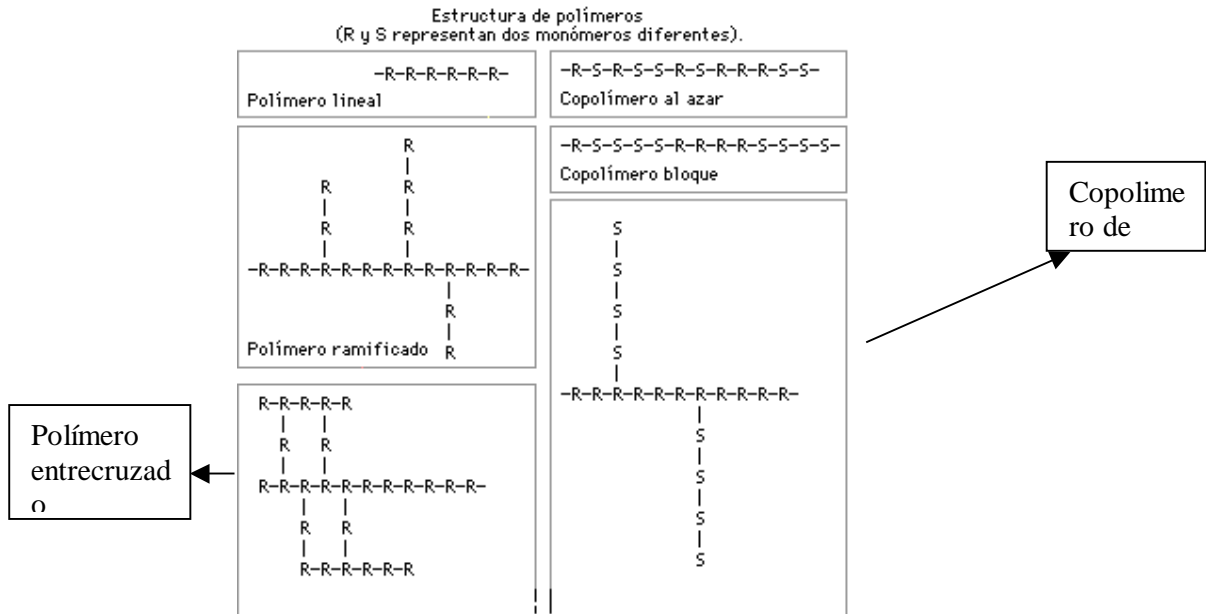 Estructura de polímeros
(R y S representan dos monómeros diferentes).
-R-R-R-R-R-R-
Polímero lineal
-R-S-R-S-S-R-S-R-R-R-S-S-
Copolímero al azar
-R-S-S-S-S-R-R-R-R-S-S-S-S-
Copolímero bloque
R
R
R
R
R
R
-R-R-R-R-R-R-R-R-R-R-R-R-R-
R
R
Polímero ramificado
S
S
S
S
-R-R-R-R-R-R-R-R-R-R-R-
S
S
S
S
Copolime
ro de
R-R-R-R-R
R R
R-R-R-R-R-R-R-R-R-R-R-
R R
R-R-R-R-R-R
Polímero
entrecruzad
o